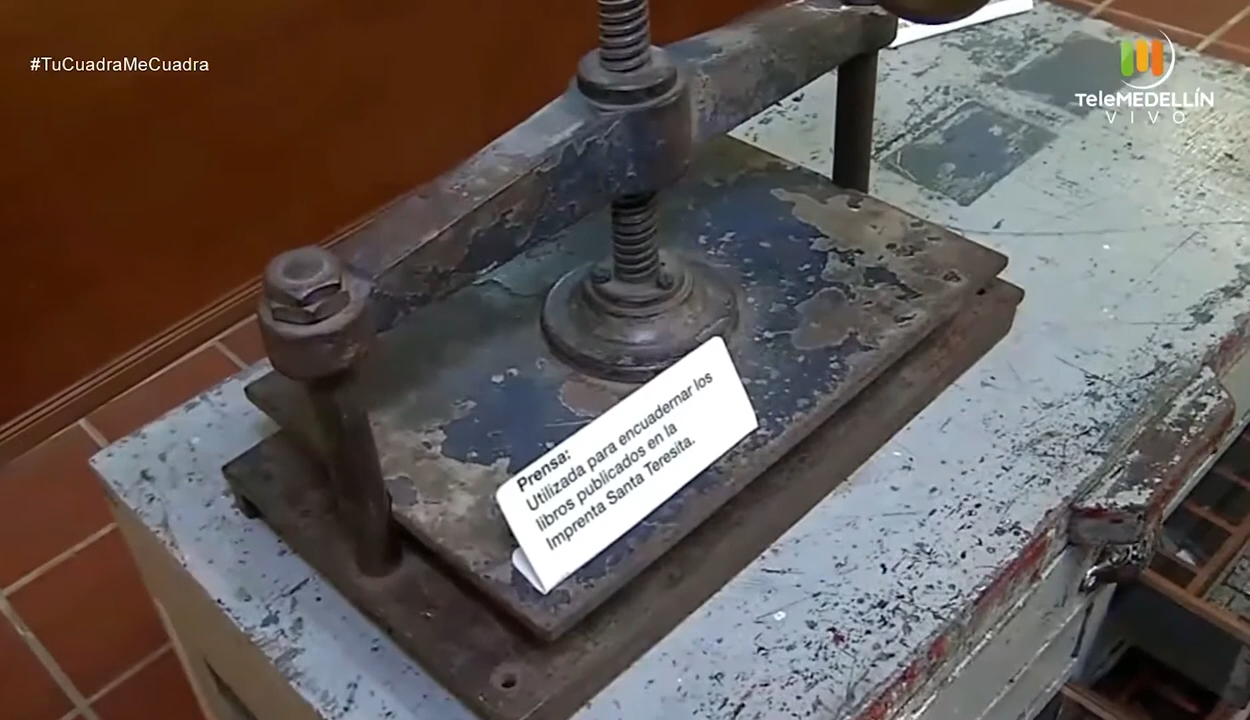 #TuCuadraMeCuadra
TeleMEDELLÍN
VIVO
Prensa:
Utilizada para encuadernar los
libros publicados en la
Imprenta Santa Teresita.